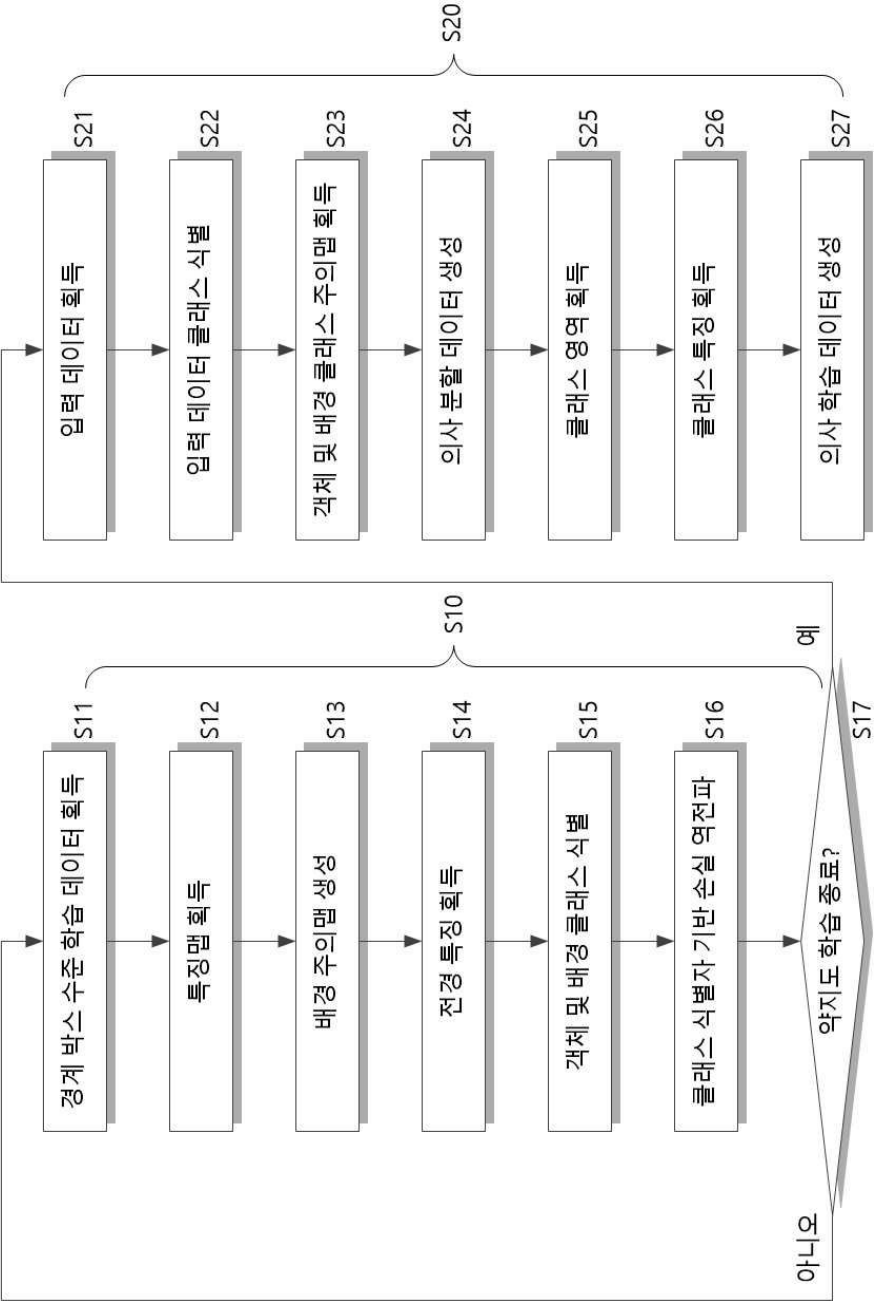 S10
경계 박스 수준 학습 데이터 획득
S11
특징맵 획득
S12
배경 주의맵 생성
S13
전경 특징 획득
S14
객체 및 배경 클래스 식별
S15
클래스 식별자 기반 손실 역전파
S16
약지도 학습 종료?
S17
아니오
예
S20
입력 데이터 획득
S21
입력 데이터 클래스 식별
S22
객체 및 배경 클래스 주의맵 획득
S23
의사 분할 데이터 생성
S24
클래스 영역 획득
S25
클래스 특징 획득
S26
의사 학습 데이터 생성
S27